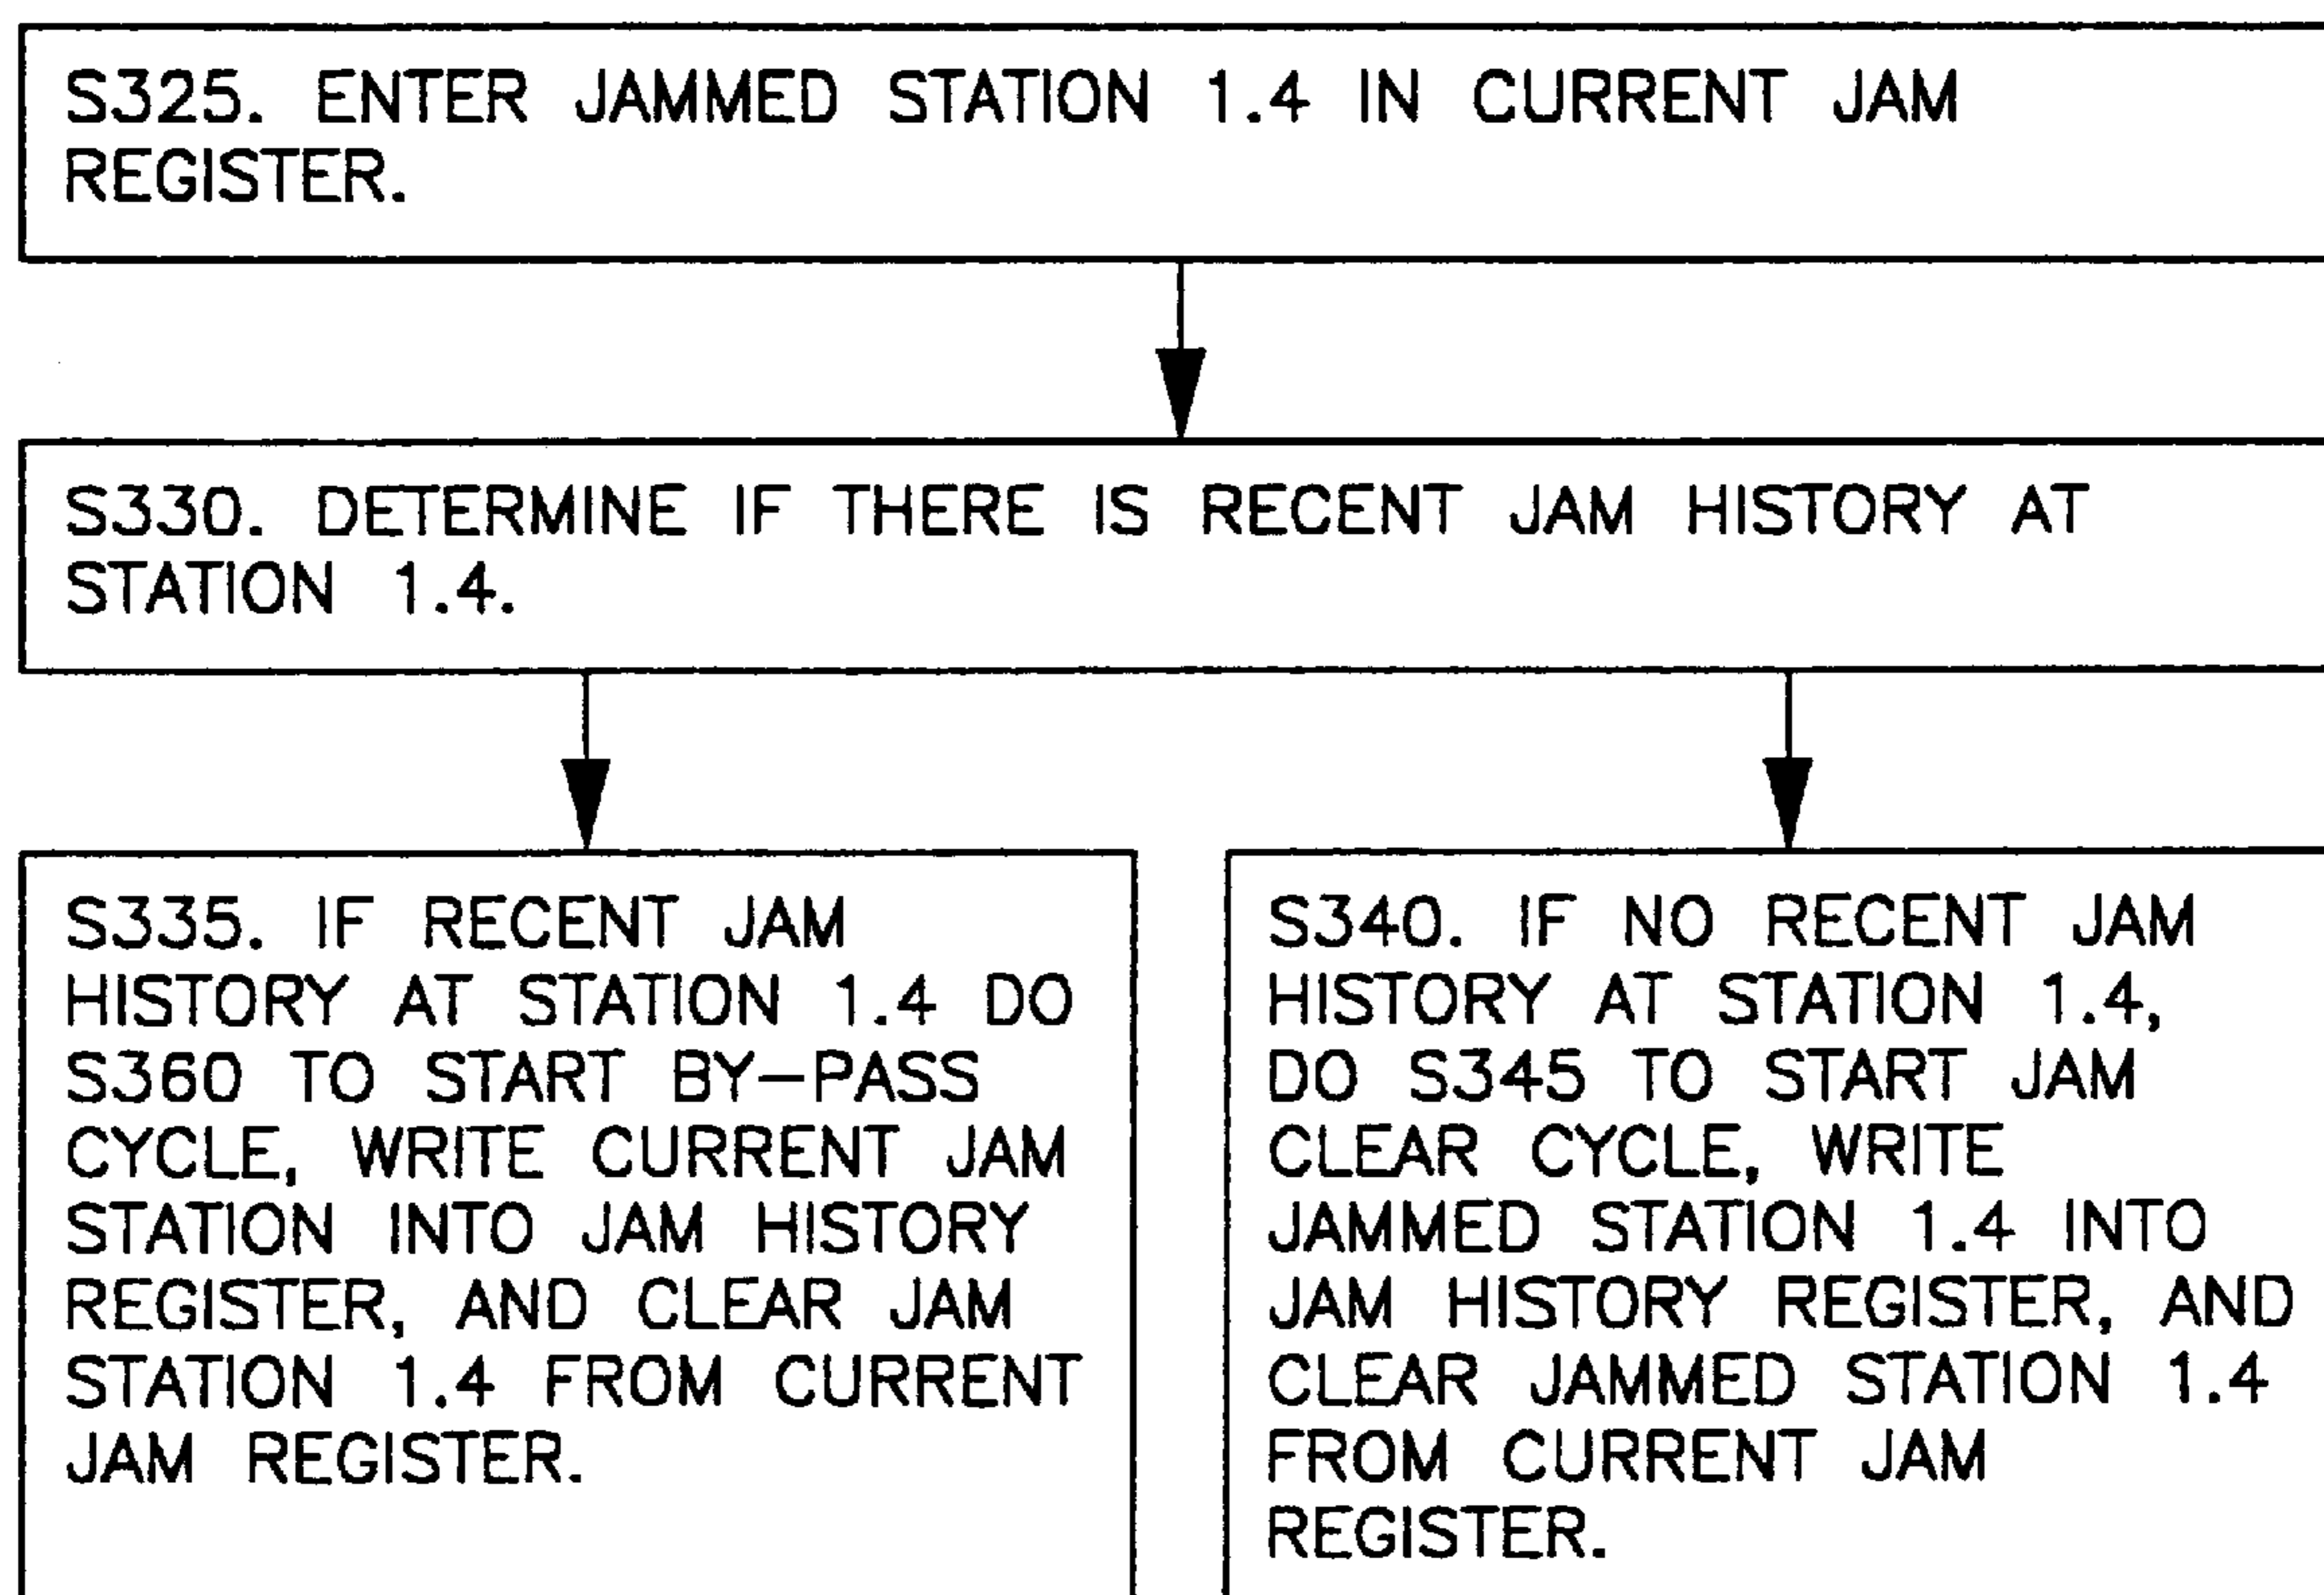 S325. ENTER JAMMED STATION 1.4 IN CURRENT JAM
REGISTER.
S330. DETERMINE IF THERE IS RECENT JAM HISTORY AT
STATION 1.4.
S335. IF RECENT JAM
HISTORY AT STATION 1.4 DO
S360 TO START BY-PASS
CYCLE, WRITE CURRENT JAM
STATION INTO JAM HISTORY
REGISTER, AND CLEAR JAM
STATION 1.4 FROM CURRENT
JAM REGISTER.
S340. IF NO RECENT JAM
HISTORY AT STATION 1.4,
DO S345 TO START JAM
CLEAR CYCLE, WRITE
JAMMED STATION 1.4 INTO
JAM HISTORY REGISTER, AND
CLEAR JAMMED STATION 1.4
FROM CURRENT JAM
REGISTER.